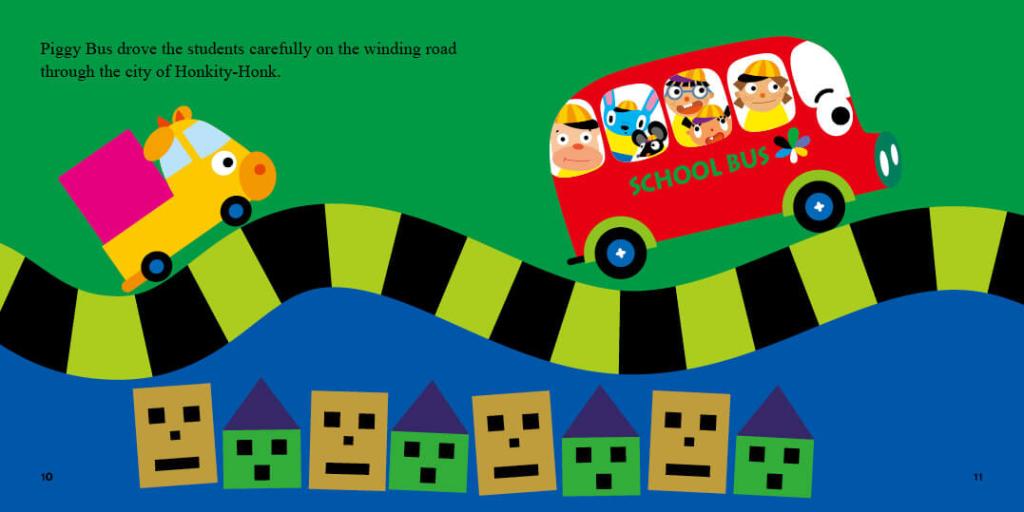 Piggy Bus drove the students carefully on the winding road
through the city of Honkity-Honk.
SCHOOL BUS
10
11